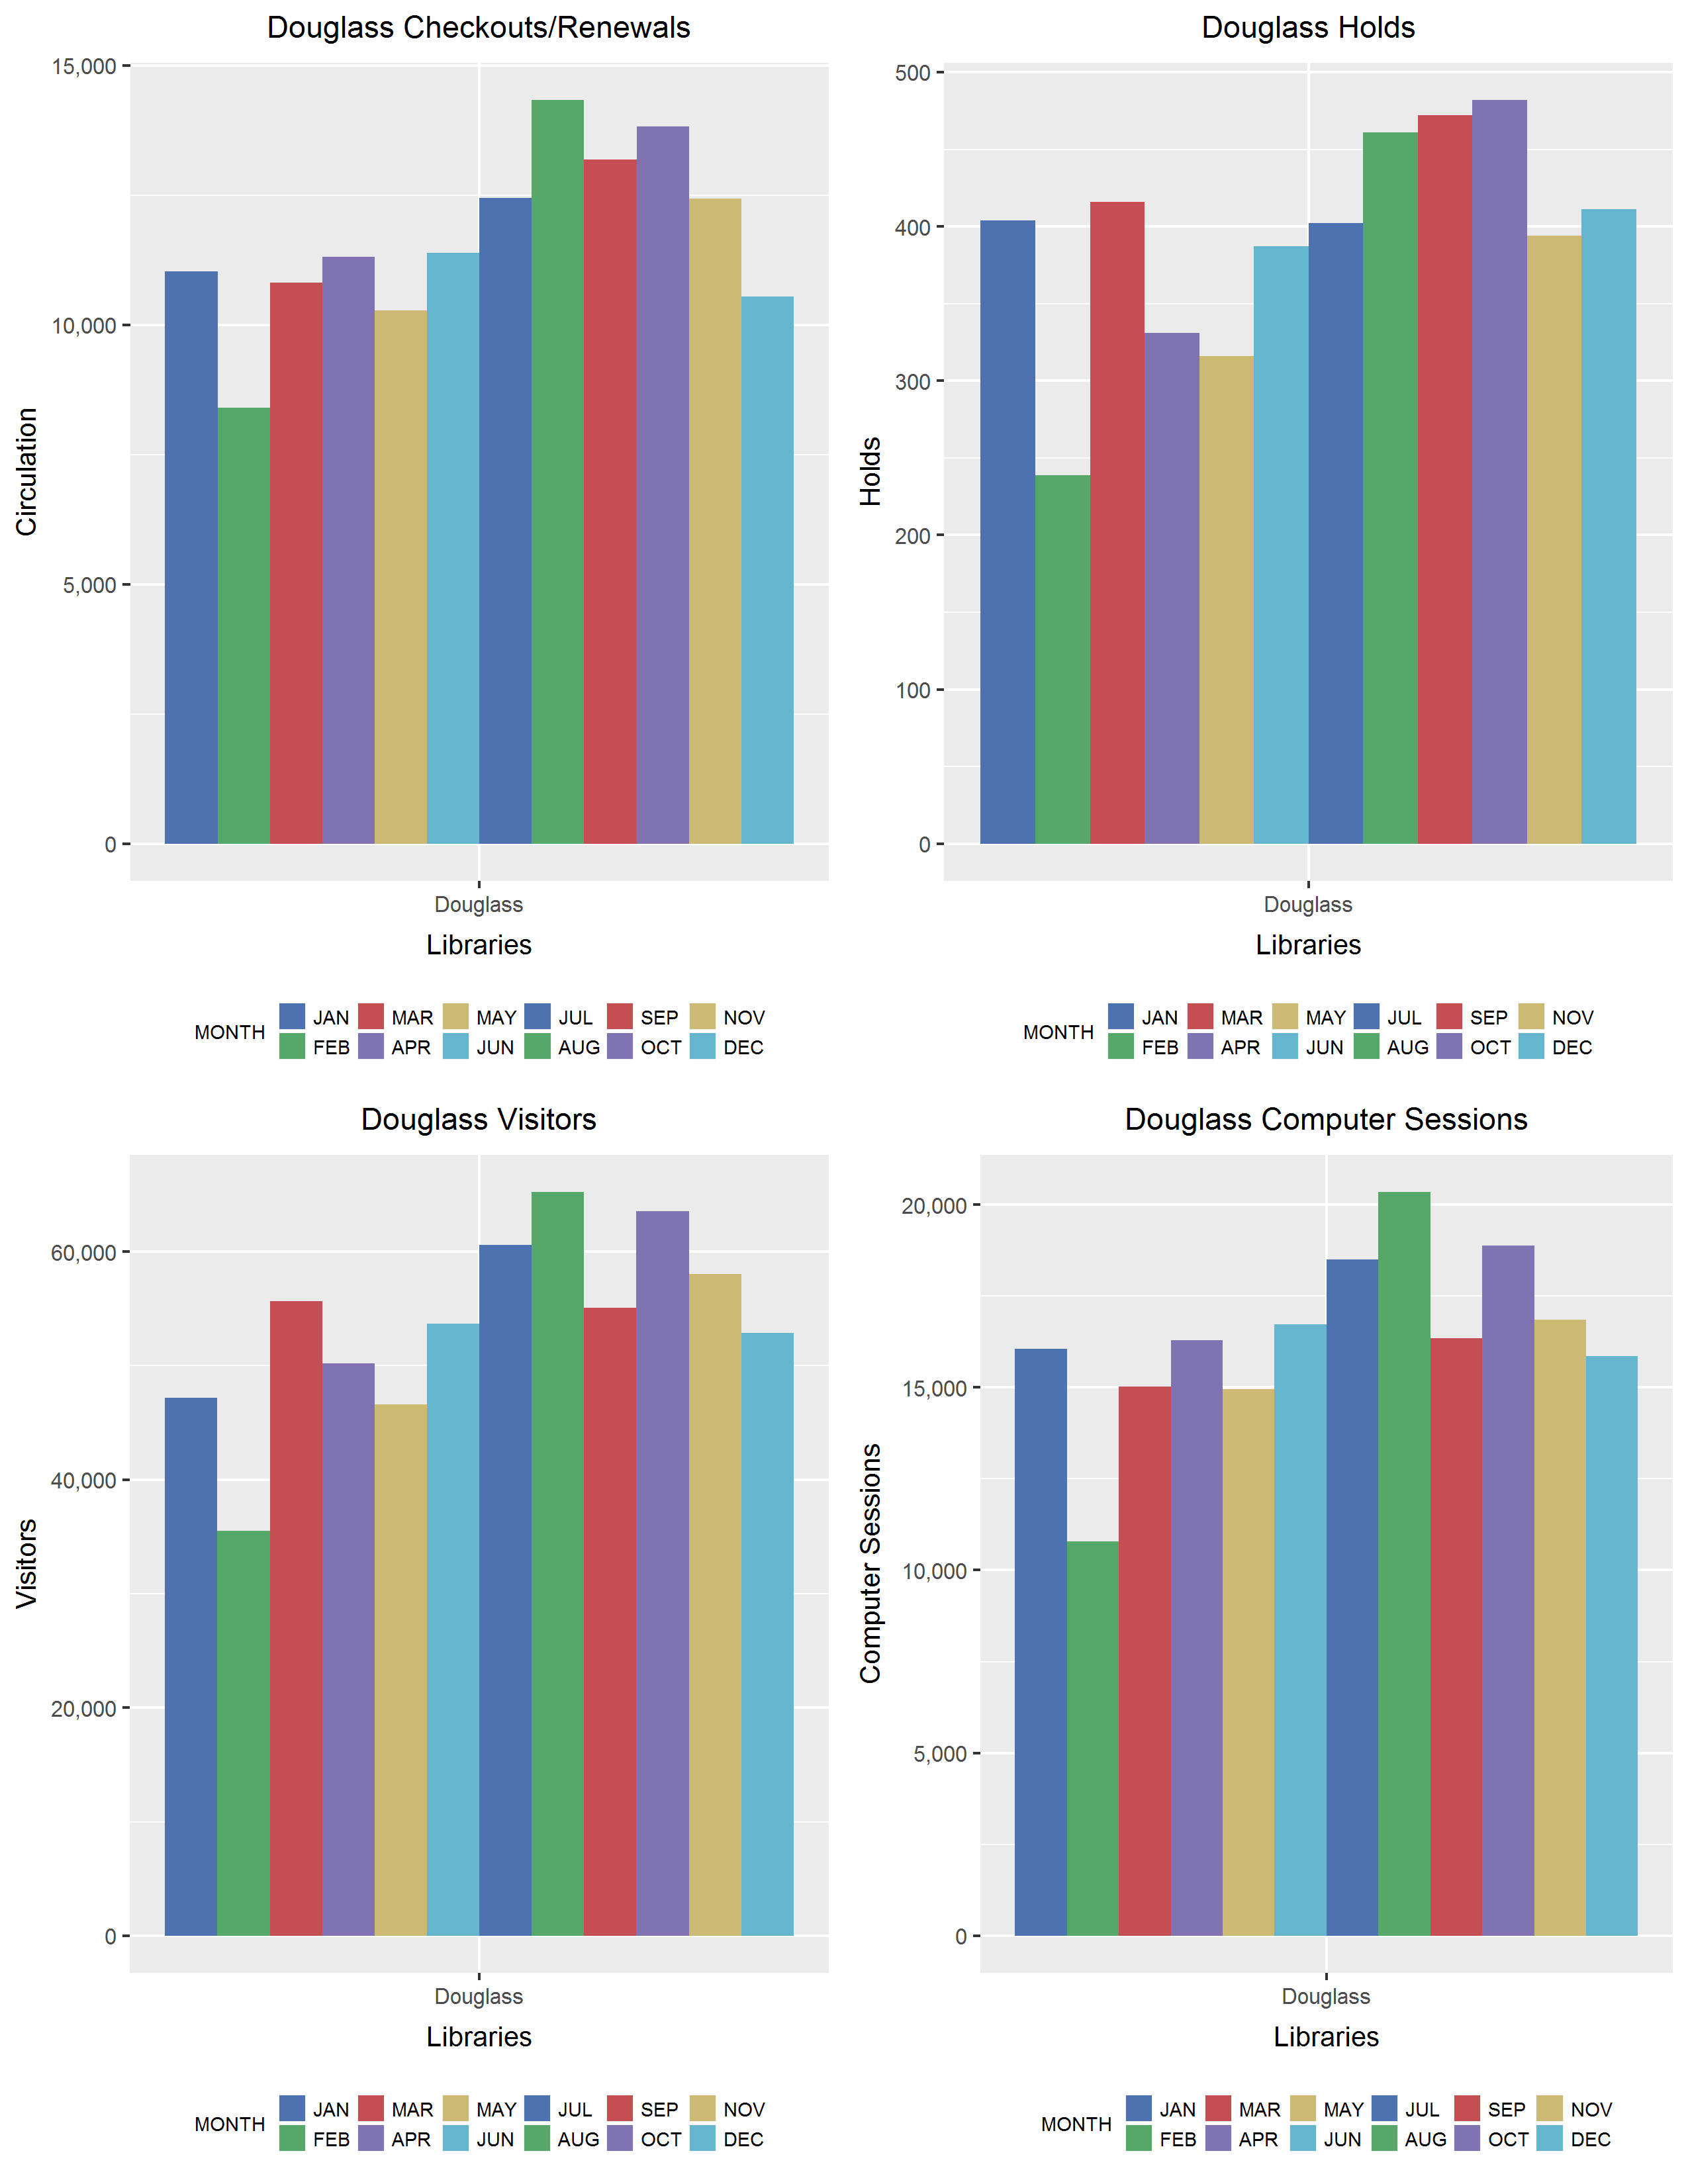 Douglass Checkouts/Renewals
15,000
10,000
5,000
0
Circulation
Douglass
Libraries
MONTH
JAN MAR MAY JUL SEP NOV
FEB APR JUN AUG OCT DEC
Douglass Holds
500
400
300
200
100
0
Holds
Douglass
Libraries
MONTH
JAN MAR MAY JUL SEP NOV
FEB APR JUN AUG OCT DEC
Douglass Visitors
60,000
40,000
20,000
0
Visitors
Douglass
Libraries
MONTH
JAN MAR MAY JUL SEP NOV
FEB APR JUN AUG OCT DEC
Douglass Computer Sessions
20,000
15,000
10,000
5,000
0
Computer Sessions
Douglass
Libraries
MONTH
JAN MAR MAY JUL SEP NOV
FEB APR JUN AUG OCT DEC